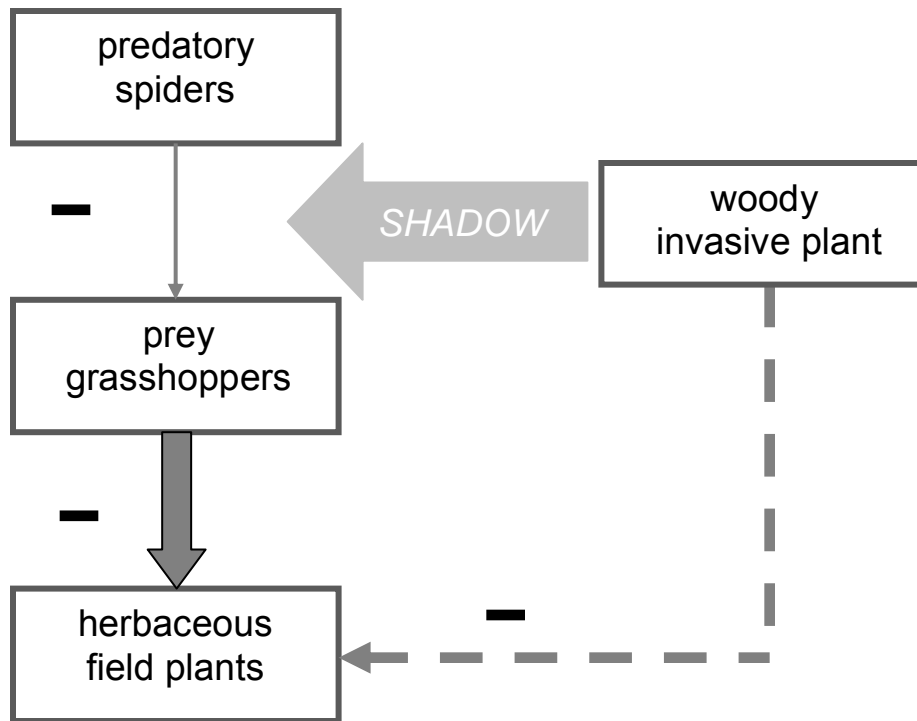 predatory
spiders
SHADOW
woody
invasive plant
–
prey
grasshoppers
–
herbaceous
field plants
–